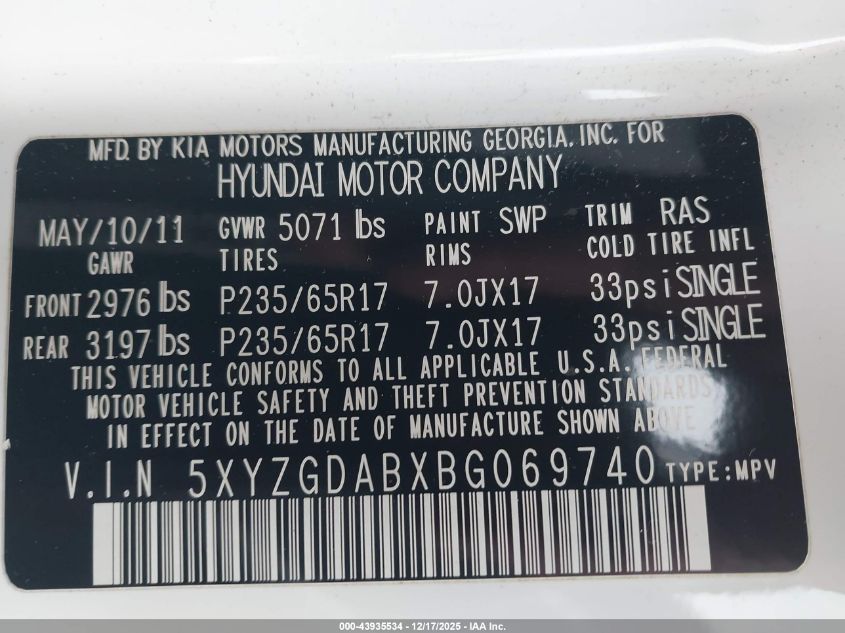 MFD. BY KIA MOTORS MANUFACTURING GEORGIA, INC. FOR
HYUNDAI MOTOR COMPANY
MAY/10/11 GVWR 5071 lbs PAINT SWP TRIM RAS
GAWR TIRES RIMS COLD TIRE INFL
FRONT 2976 lbs P235/65R17 7.0JX17 33psi SINGLE
REAR 3197 lbs P235/65R17 7.0JX17 33psi SINGLE
THIS VEHICLE CONFORMS TO ALL APPLICABLE U.S.A. FEDERAL
MOTOR VEHICLE SAFETY AND THEFT PREVENTION STANDARDS
IN EFFECT ON THE DATE OF MANUFACTURE SHOWN ABOVE
V.I.N 5XYZGDABXBG069740 TYPE:MPV
000-43935534 - 12/17/2025 - IAA Inc.